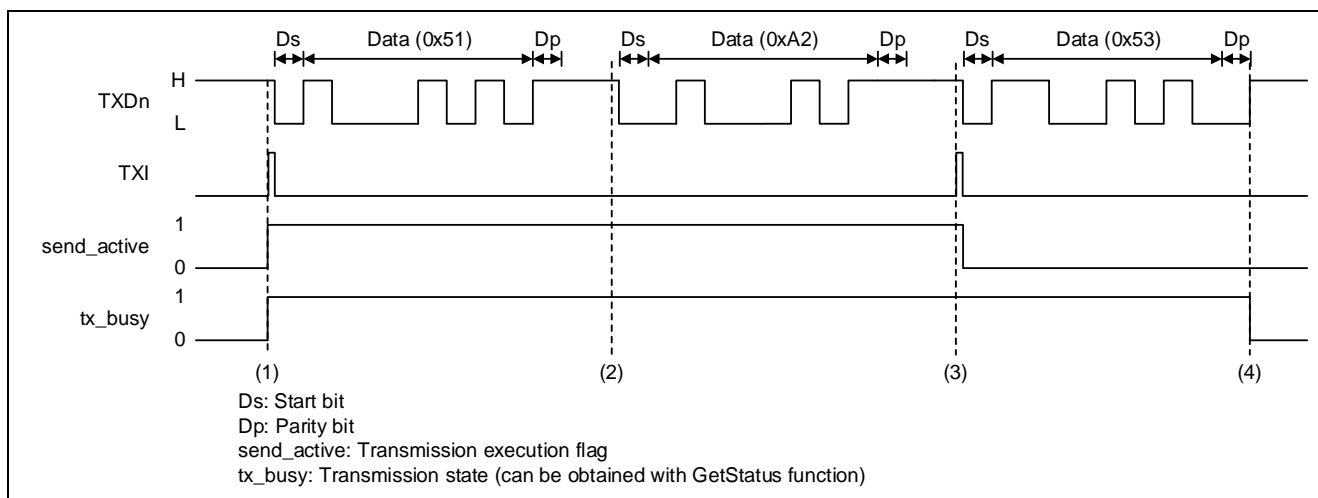 Ds Data (0x51) Dp Ds Data (0xA2) Dp Ds Data (0x53) Dp
H
TXDn
L
TXI
1
send_active
0
1
tx_busy
0
(1) (2) (3) (4)
Ds: Start bit
Dp: Parity bit
send_active: Transmission execution flag
tx_busy: Transmission state (can be obtained with GetStatus function)